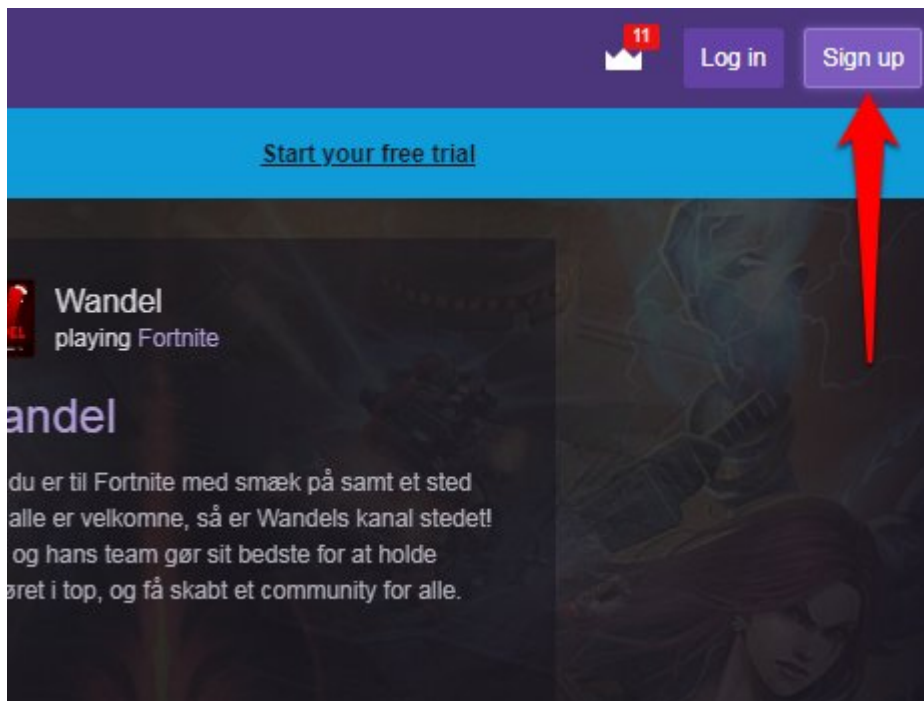 11
Log in
Sign up
Start your free trial
Wandel
playing Fortnite
andel
du er til Fortnite med smæk på samt et sted
alle er velkomne, så er Wandels kanal stedet!
og hans team gør sit bedste for at holde
øret i top, og få skabt et community for alle.